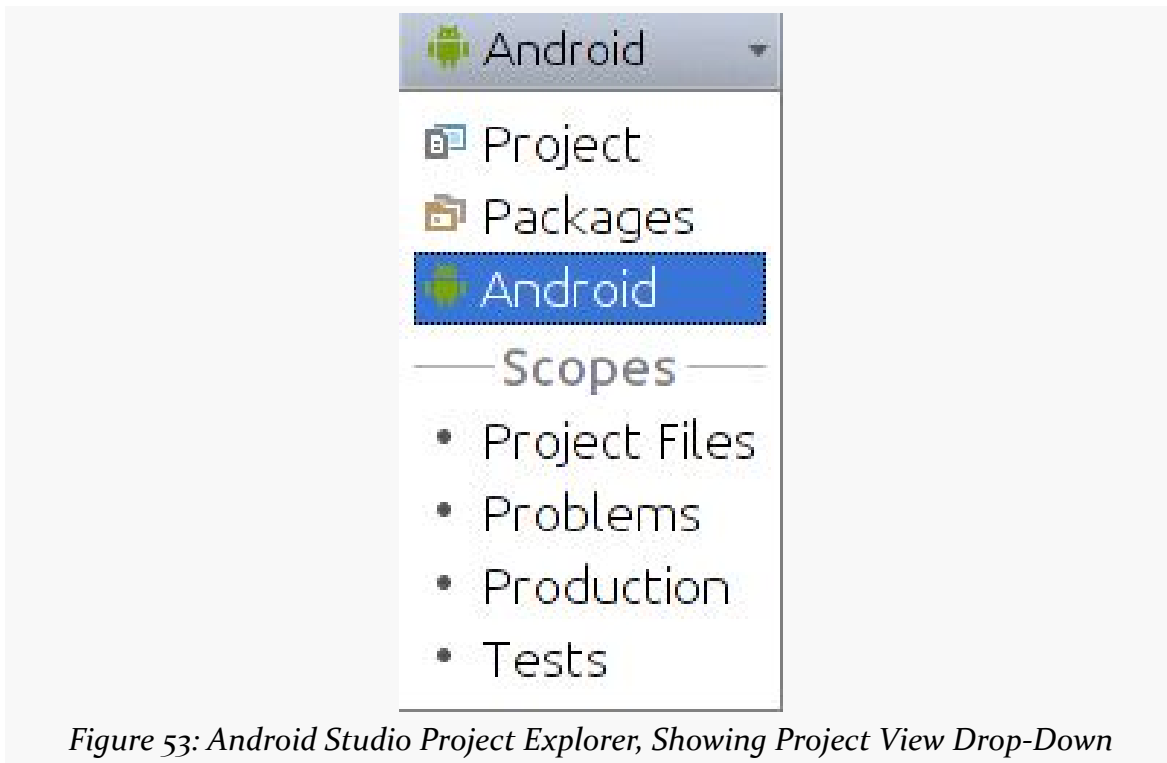 Android
Project
Packages
Android
Scopes
• Project Files
• Problems
• Production
• Tests
Figure 53: Android Studio Project Explorer, Showing Project View Drop-Down